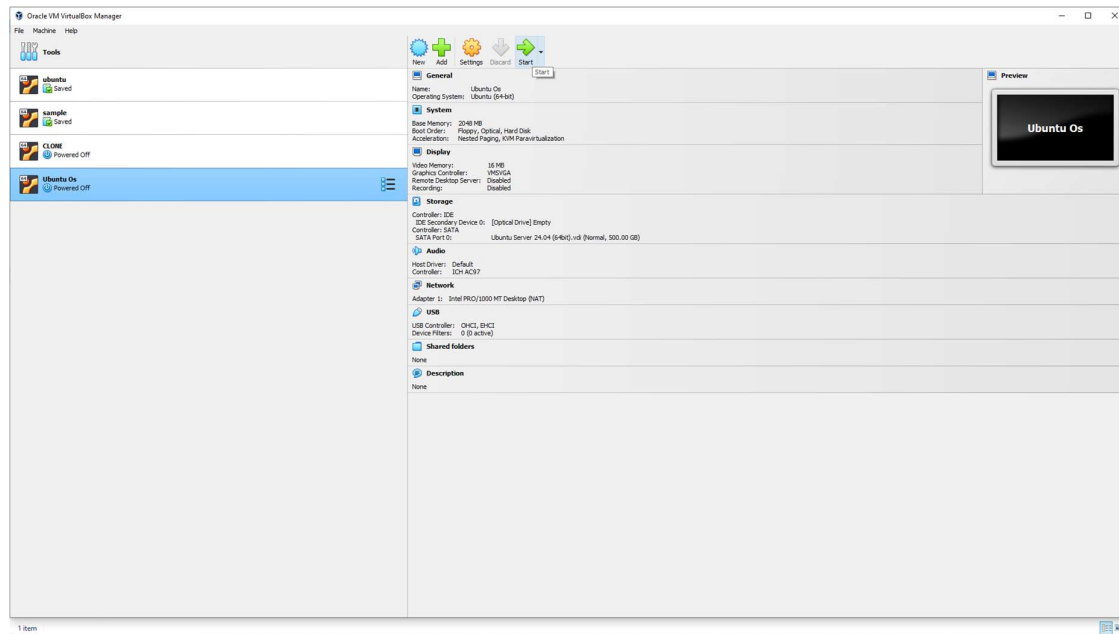 Oracle VM VirtualBox Manager
File Machine Help
Tools
New Add Settings Discard Start
Start
ubuntu
Saved
sample
Saved
CLONE
Powered Off
Ubuntu Os
Powered Off
General
Name: Ubuntu Os
Operating System: Ubuntu (64-bit)
System
Base Memory: 2048 MB
Boot Order: Floppy, Optical, Hard Disk
Acceleration: Nested Paging, KVM Paravirtualization
Display
Video Memory: 16 MB
Graphics Controller: VMSVGA
Remote Desktop Server: Disabled
Recording: Disabled
Storage
Controller: IDE
IDE Secondary Device 0: [Optical Drive] Empty
Controller: SATA
SATA Port 0: Ubuntu Server 24.04 (64bit).vdi (Normal, 500.00 GB)
Audio
Host Driver: Default
Controller: ICH AC97
Network
Adapter 1: Intel PRO/1000 MT Desktop (NAT)
USB
USB Controller: OHCI, EHCI
Device Filters: 0 (0 active)
Shared folders
None
Description
None
Preview
Ubuntu Os
1 item